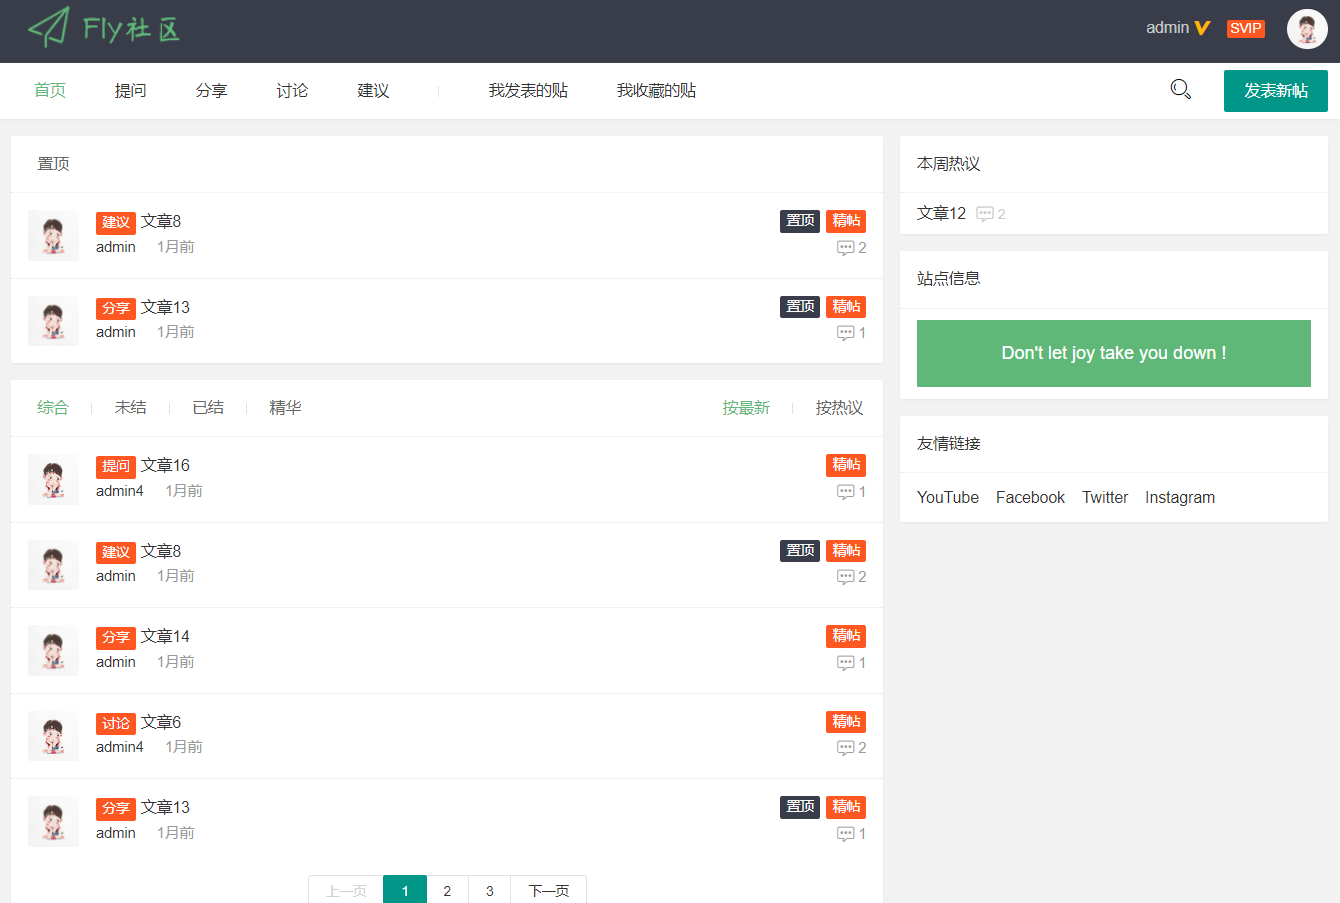 Fly社区
admin SVIP
首页 提问 分享 讨论 建议 我发表的贴 我收藏的贴 发表新帖
置顶
建议 文章8 置顶 精帖
admin 1月前 2
分享 文章13 置顶 精帖
admin 1月前 1
综合 未结 已结 精华 按最新 按热议
提问 文章16 精帖
admin4 1月前 1
建议 文章8 置顶 精帖
admin 1月前 2
分享 文章14 精帖
admin 1月前 1
讨论 文章6 精帖
admin4 1月前 2
分享 文章13 置顶 精帖
admin 1月前 1
上一页 1 2 3 下一页
本周热议
文章12 2
站点信息
Don't let joy take you down !
友情链接
YouTube Facebook Twitter Instagram